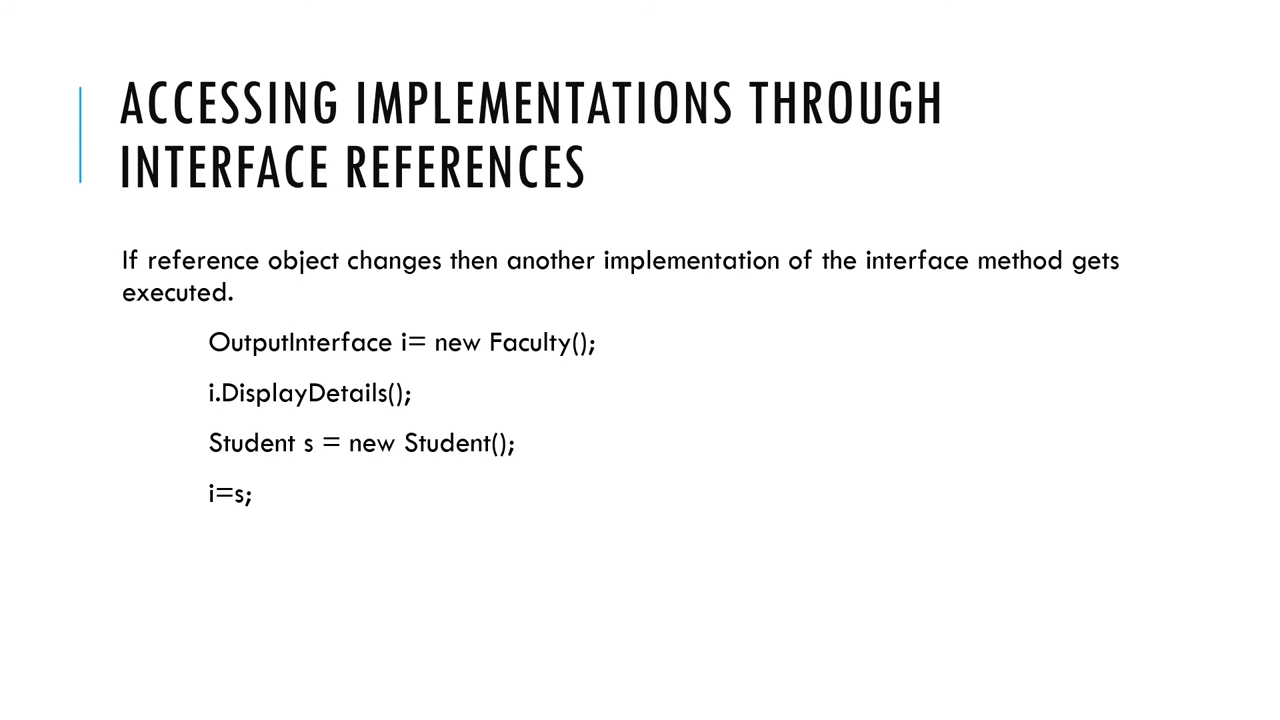 ACCESSING IMPLEMENTATIONS THROUGH
INTERFACE REFERENCES
If reference object changes then another implementation of the interface method gets
executed.
OutputInterface i= new Faculty();
i.DisplayDetails();
Student s = new Student();
i=s;